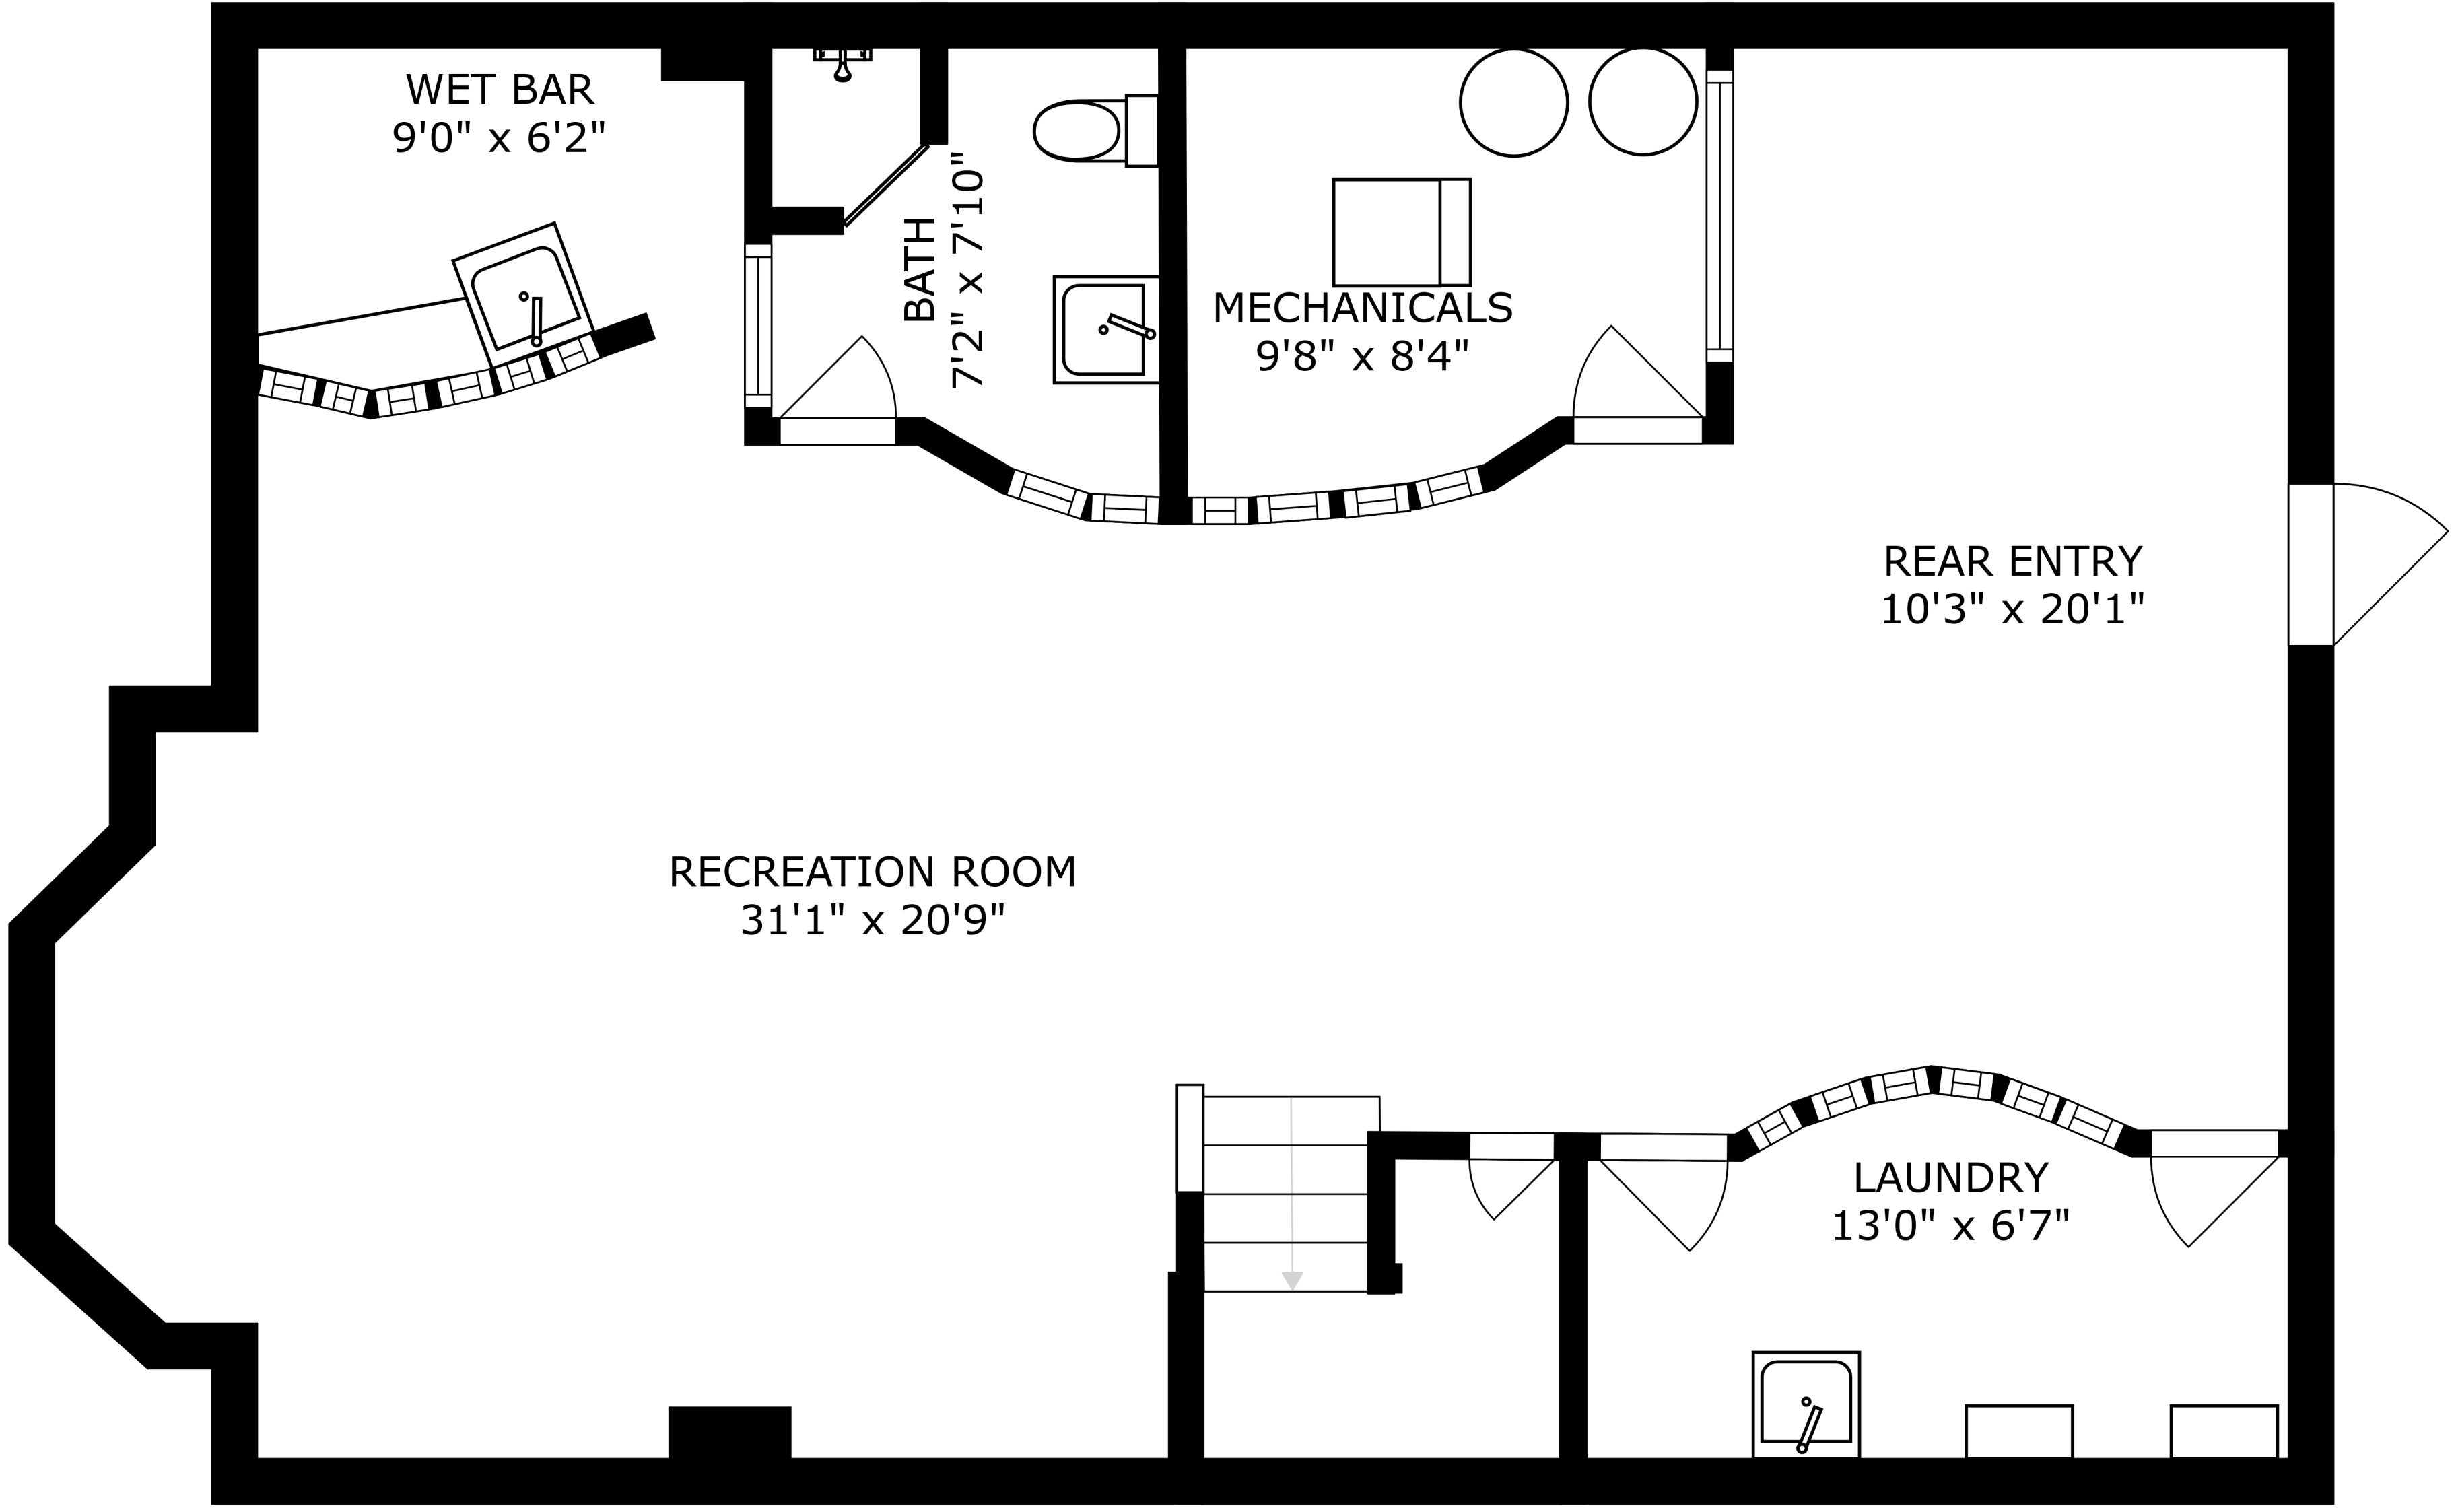 WET BAR
9'0" x 6'2"
BATH
7'2" x 7'10"
MECHANICALS
9'8" x 8'4"
REAR ENTRY
10'3" x 20'1"
RECREATION ROOM
31'1" x 20'9"
LAUNDRY
13'0" x 6'7"